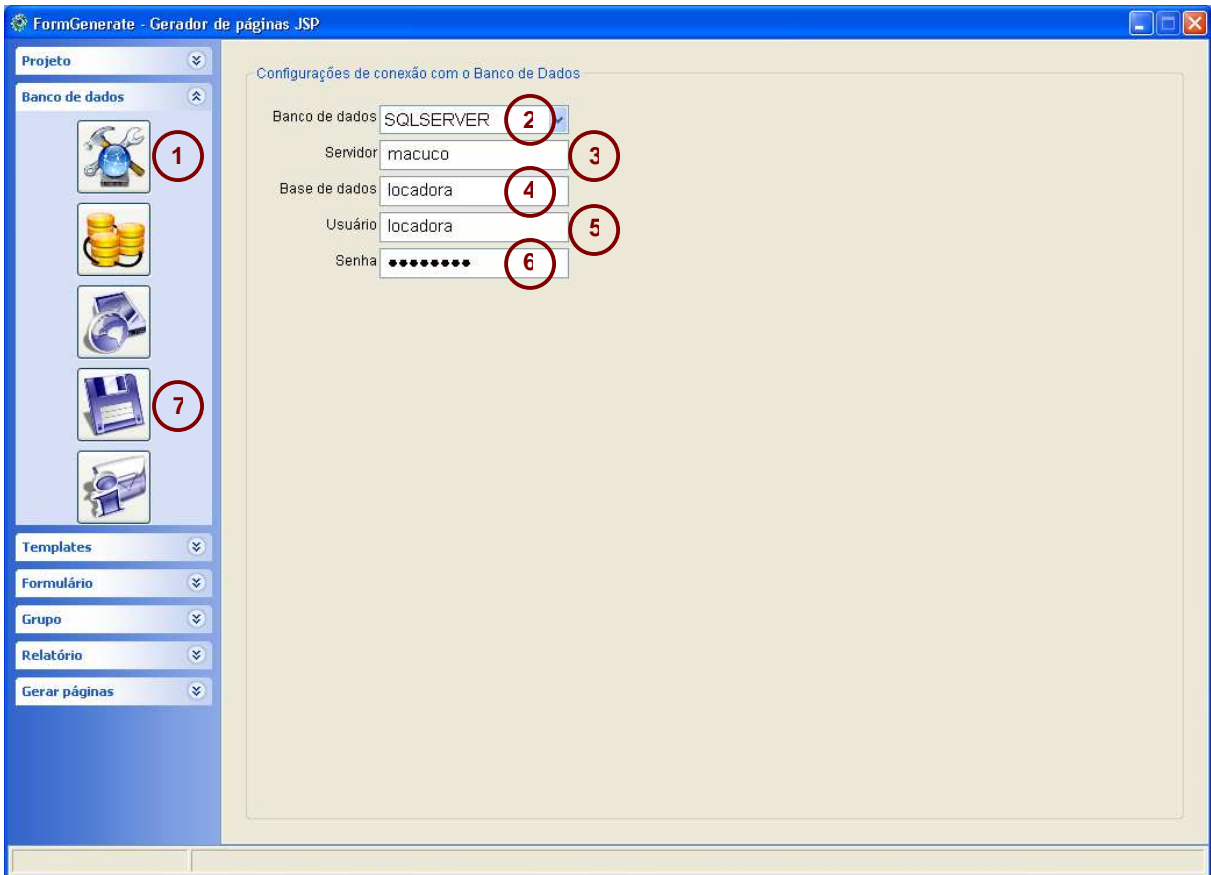 FormGenerate - Gerador de páginas JSP
Projeto
Banco de dados
1
7
Templates
Formulário
Grupo
Relatório
Gerar páginas
Configurações de conexão com o Banco de Dados
Banco de dados SQLSERVER 2
Servidor macuco 3
Base de dados locadora 4
Usuário locadora 5
Senha ●●●●●●●● 6